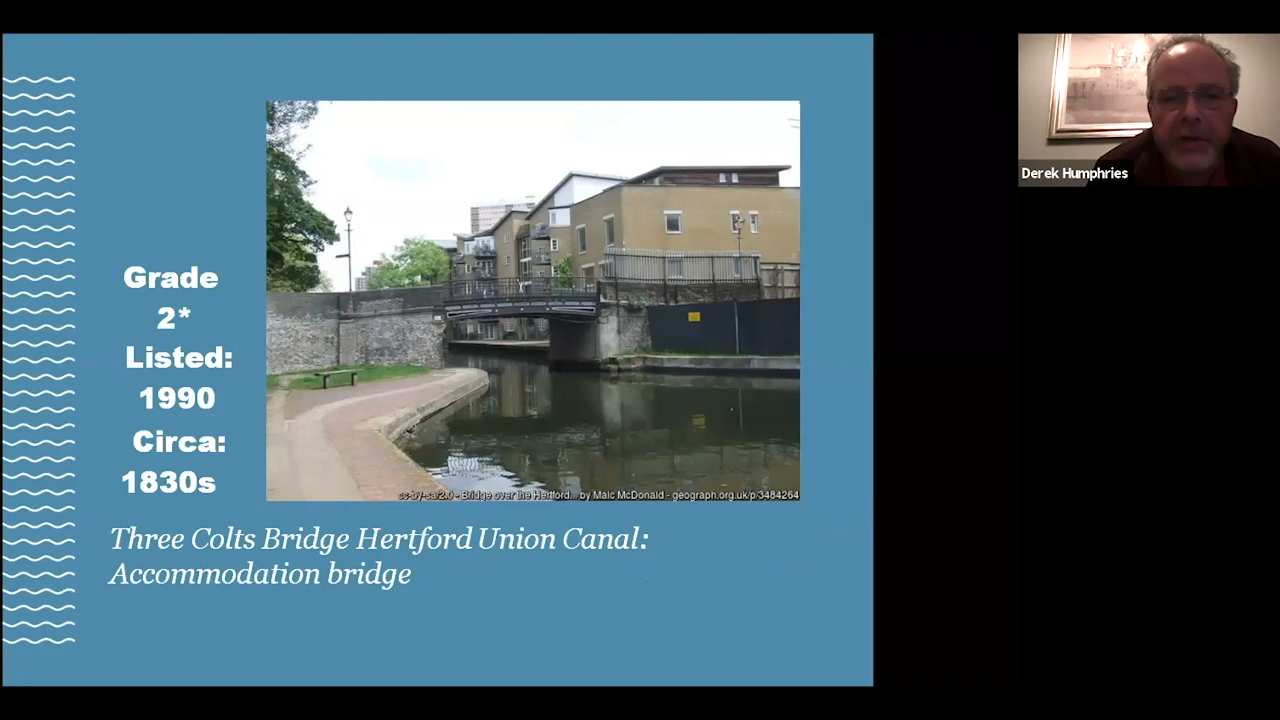 Grade
2*
Listed:
1990
Circa:
1830s
cc-by-sa/2.0 - Bridge over the Hertford... by Malc McDonald - geograph.org.uk/p/3484264
Three Colts Bridge Hertford Union Canal:
Accommodation bridge
Derek Humphries